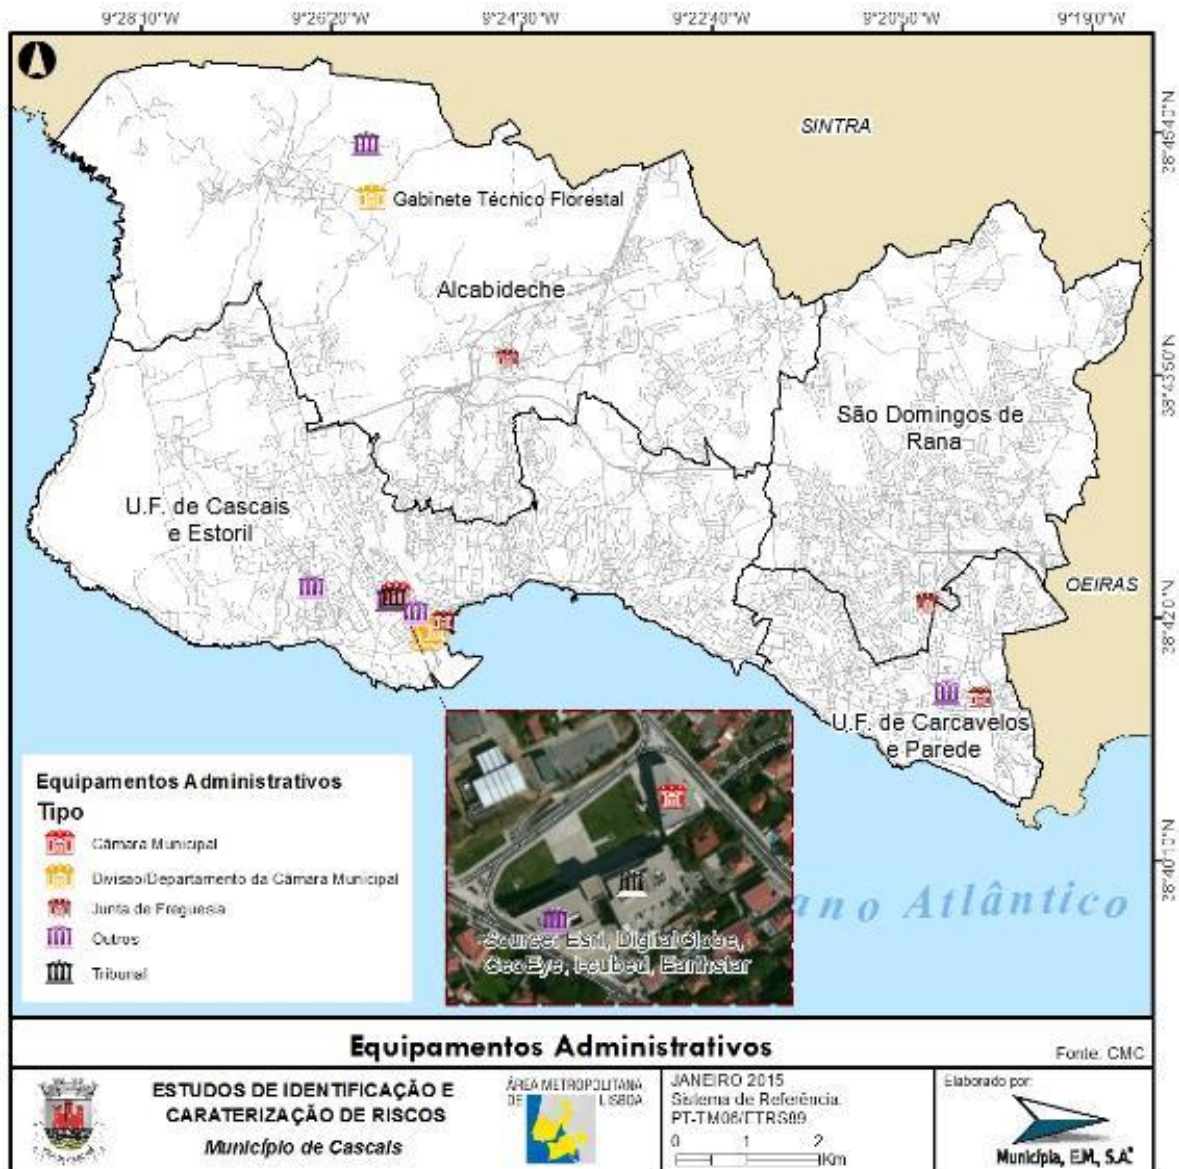 9°28'10"W 9°26'20"W 9°24'30"W 9°22'40"W 9°20'50"W 9°19'0"W
SINTRA
Gabinete Técnico Florestal
Alcabideche
São Domingos de
Rana
U.F. de Cascais
e Estoril
OEIRAS
U.F. de Carcavelos
e Parede
ano Atlântico
Source: Esri, DigitalGlobe,
GeoEye, i-cubed, Earthstar
Equipamentos Administrativos
Tipo
Câmara Municipal
Divisão/Departamento da Câmara Municipal
Junta de Freguesia
Outros
Tribunal
Equipamentos Administrativos
Fonte: CMC
ESTUDOS DE IDENTIFICAÇÃO E
CARATERIZAÇÃO DE RISCOS
Município de Cascais
ÁREA METROPOLITANA
DE LISBOA
JANEIRO 2015
Sistema de Referência:
PT-TM06/ETRS89
0 1 2
Km
Elaborado por:
Município, E.M., S.A.